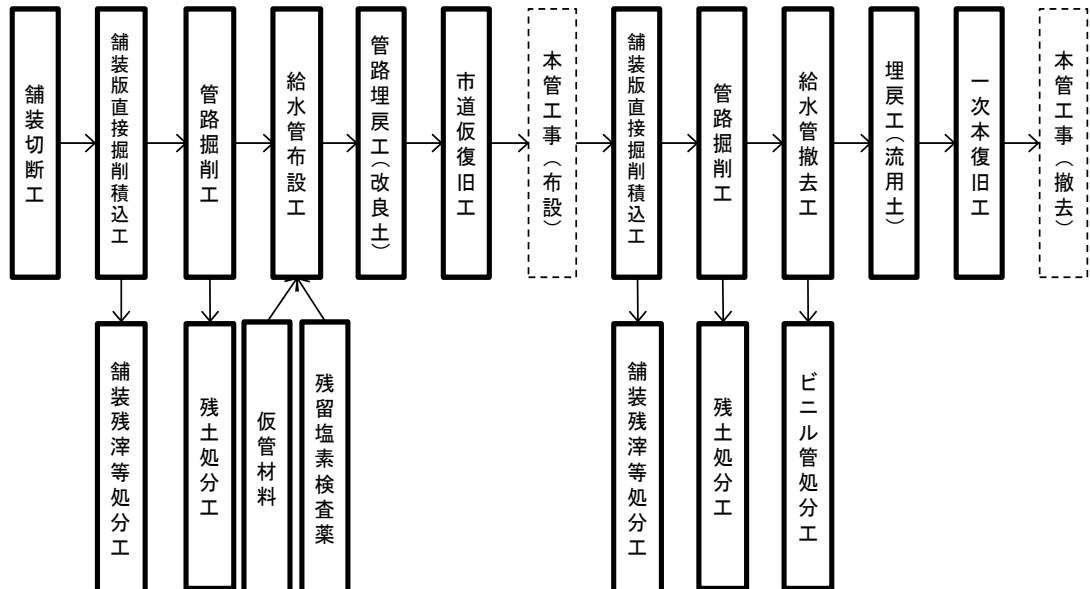 舗装切断工
舗装版直接掘削積込工
管路掘削工
給水管布設工
管路埋戻工(改良土)
市道仮復旧工
本管工事(布設)
舗装版直接掘削積込工
管路掘削工
給水管撤去工
埋戻工(流用土)
一次本復旧工
本管工事(撤去)
舗装残滓等処分工
残土処分工
仮管材料
残留塩素検査薬
舗装残滓等処分工
残土処分工
ビニル管処分工